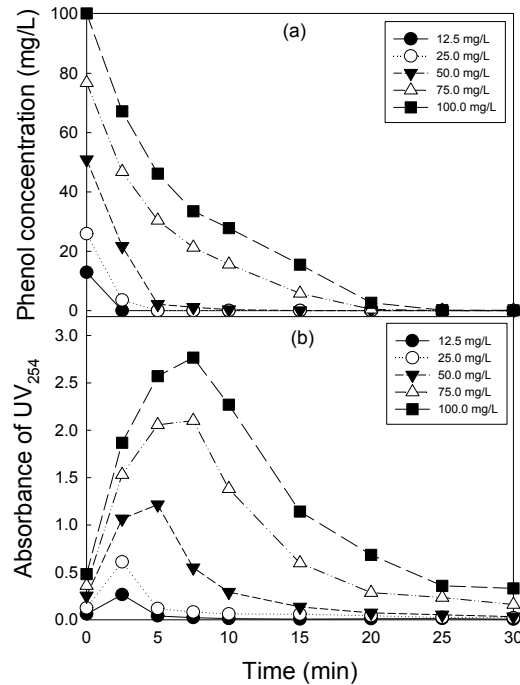 (a)
Phenol conceentration (mg/L)
100
80
60
40
20
0
12.5 mg/L
25.0 mg/L
50.0 mg/L
75.0 mg/L
100.0 mg/L
(b)
Absorbance of UV254
3.0
2.5
2.0
1.5
1.0
0.5
0.0
12.5 mg/L
25.0 mg/L
50.0 mg/L
75.0 mg/L
100.0 mg/L
0 5 10 15 20 25 30
Time (min)